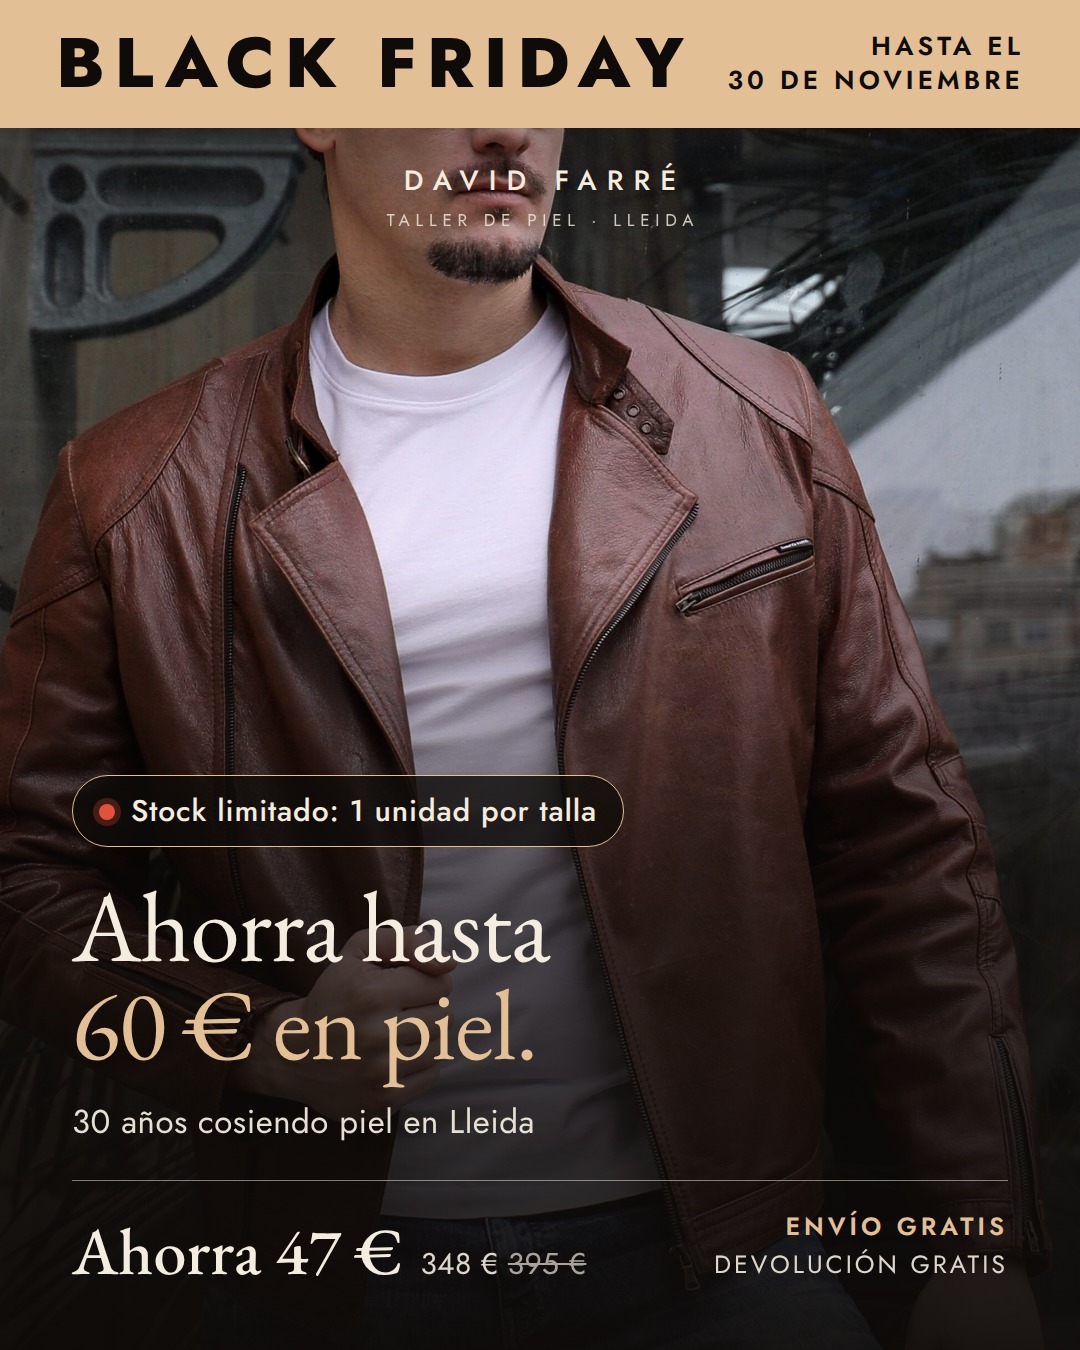 BLACK FRIDAY
HASTA EL
30 DE NOVIEMBRE
DAVID FARRÉ
TALLER DE PIEL · LLEIDA
Stock limitado: 1 unidad por talla
Ahorra hasta
60 € en piel.
30 años cosiendo piel en Lleida
Ahorra 47 € 348 € 395 €
ENVÍO GRATIS
DEVOLUCIÓN GRATIS